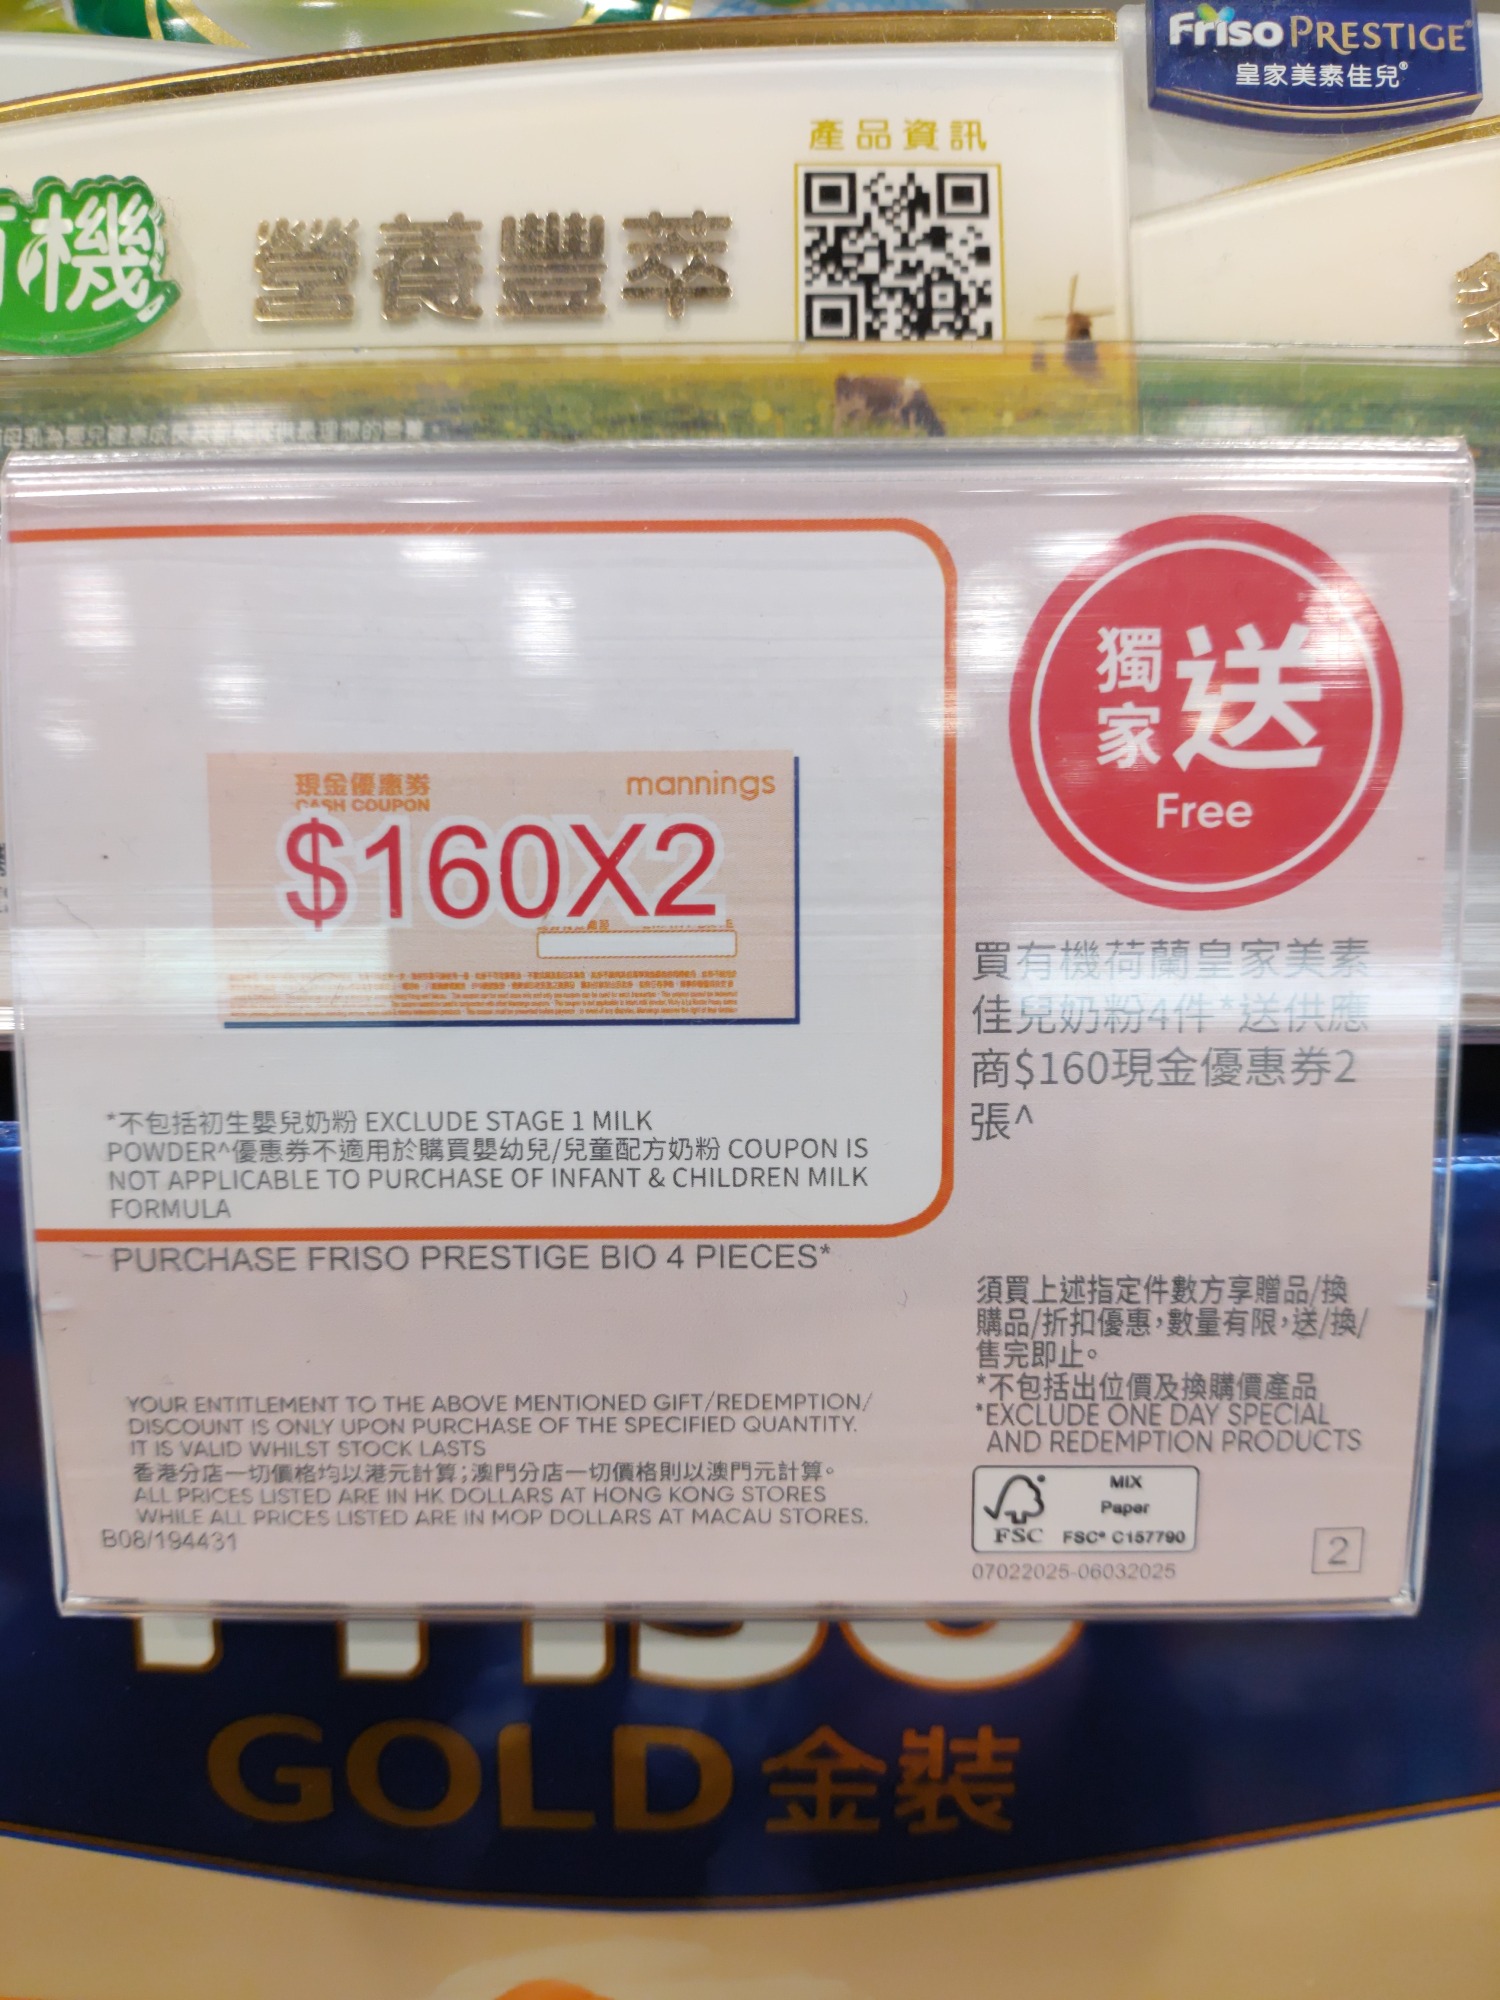 Friso PRESTIGE
皇家美素佳兒®
產品資訊
有機 營養豐萃
獨家 送
Free
現金優惠券
CASH COUPON
mannings
$160X2
買有機荷蘭皇家美素
佳兒奶粉4件*送供應
商$160現金優惠券2
張^
*不包括初生嬰兒奶粉 EXCLUDE STAGE 1 MILK
POWDER^優惠券不適用於購買嬰幼兒/兒童配方奶粉 COUPON IS
NOT APPLICABLE TO PURCHASE OF INFANT & CHILDREN MILK
FORMULA
PURCHASE FRISO PRESTIGE BIO 4 PIECES*
須買上述指定件數方享贈品/換
購品/折扣優惠，數量有限，送/換/
售完即止。
*不包括出位價及換購價產品
*EXCLUDE ONE DAY SPECIAL
AND REDEMPTION PRODUCTS
YOUR ENTITLEMENT TO THE ABOVE MENTIONED GIFT/REDEMPTION/
DISCOUNT IS ONLY UPON PURCHASE OF THE SPECIFIED QUANTITY.
IT IS VALID WHILST STOCK LASTS
香港分店一切價格均以港元計算；澳門分店一切價格則以澳門元計算。
ALL PRICES LISTED ARE IN HK DOLLARS AT HONG KONG STORES
WHILE ALL PRICES LISTED ARE IN MOP DOLLARS AT MACAU STORES.
B08/194431
FSC
MIX
Paper
FSC® C157790
07022025-06032025
2
GOLD 金裝